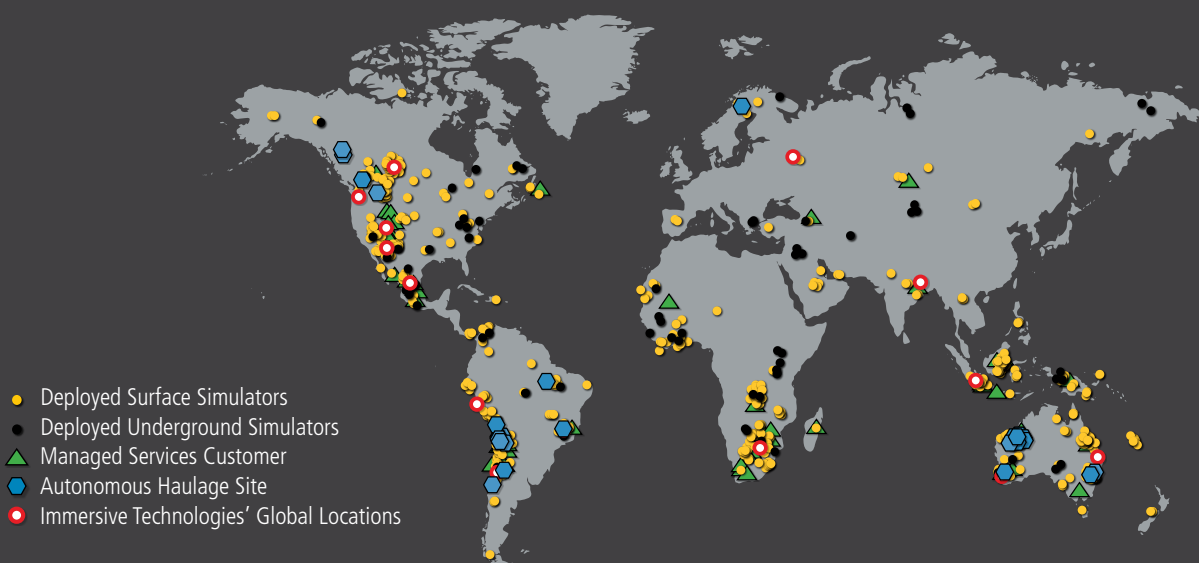 Deployed Surface Simulators
Deployed Underground Simulators
Managed Services Customer
Autonomous Haulage Site
Immersive Technologies’ Global Locations